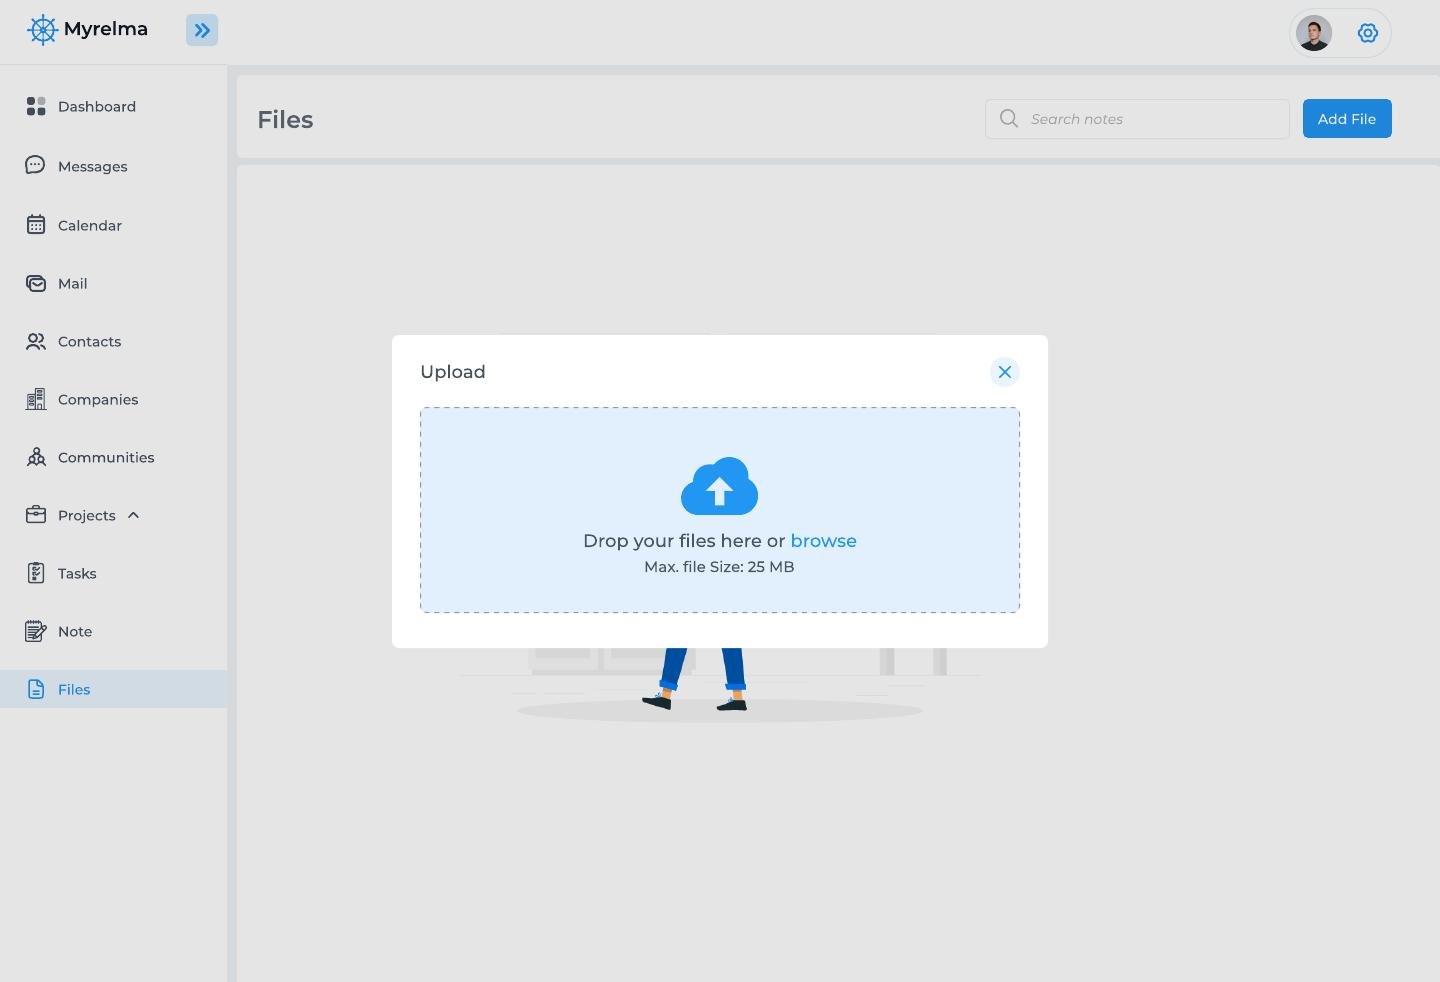 Myrelma
Dashboard
Messages
Calendar
Mail
Contacts
Companies
Communities
Projects
Tasks
Note
Files
Files
Search notes
Add File
Upload
Drop your files here or browse
Max. file Size: 25 MB